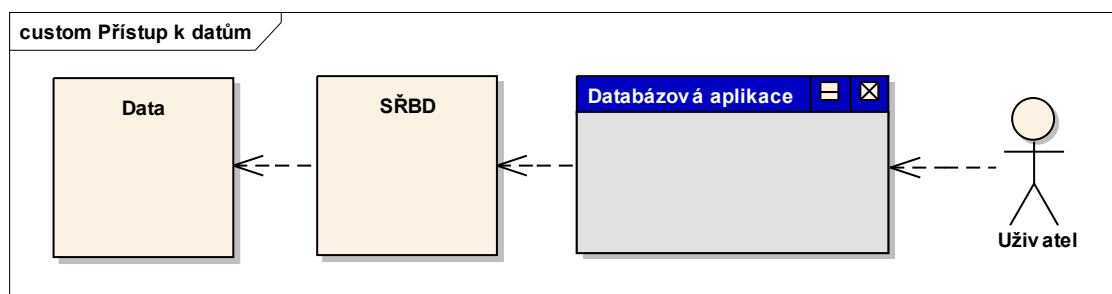 custom Přístup k datům
Data
SŘBD
Databázová aplikace
Uživatel